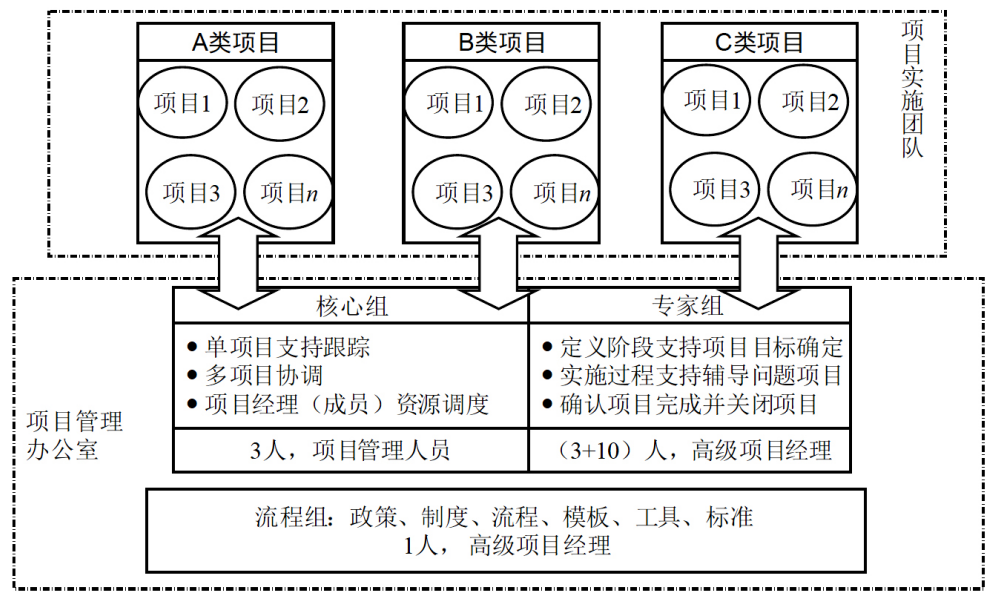 A类项目
B类项目
C类项目
项目实施团队
项目1
项目2
项目1
项目2
项目1
项目2
项目3
项目n
项目3
项目n
项目3
项目n
项目管理
办公室
核心组
专家组
● 单项目支持跟踪
● 多项目协调
● 项目经理（成员）资源调度
● 定义阶段支持项目目标确定
● 实施过程支持辅导问题项目
● 确认项目完成并关闭项目
3人，项目管理人员
（3+10）人，高级项目经理
流程组：政策、制度、流程、模板、工具、标准
1人， 高级项目经理